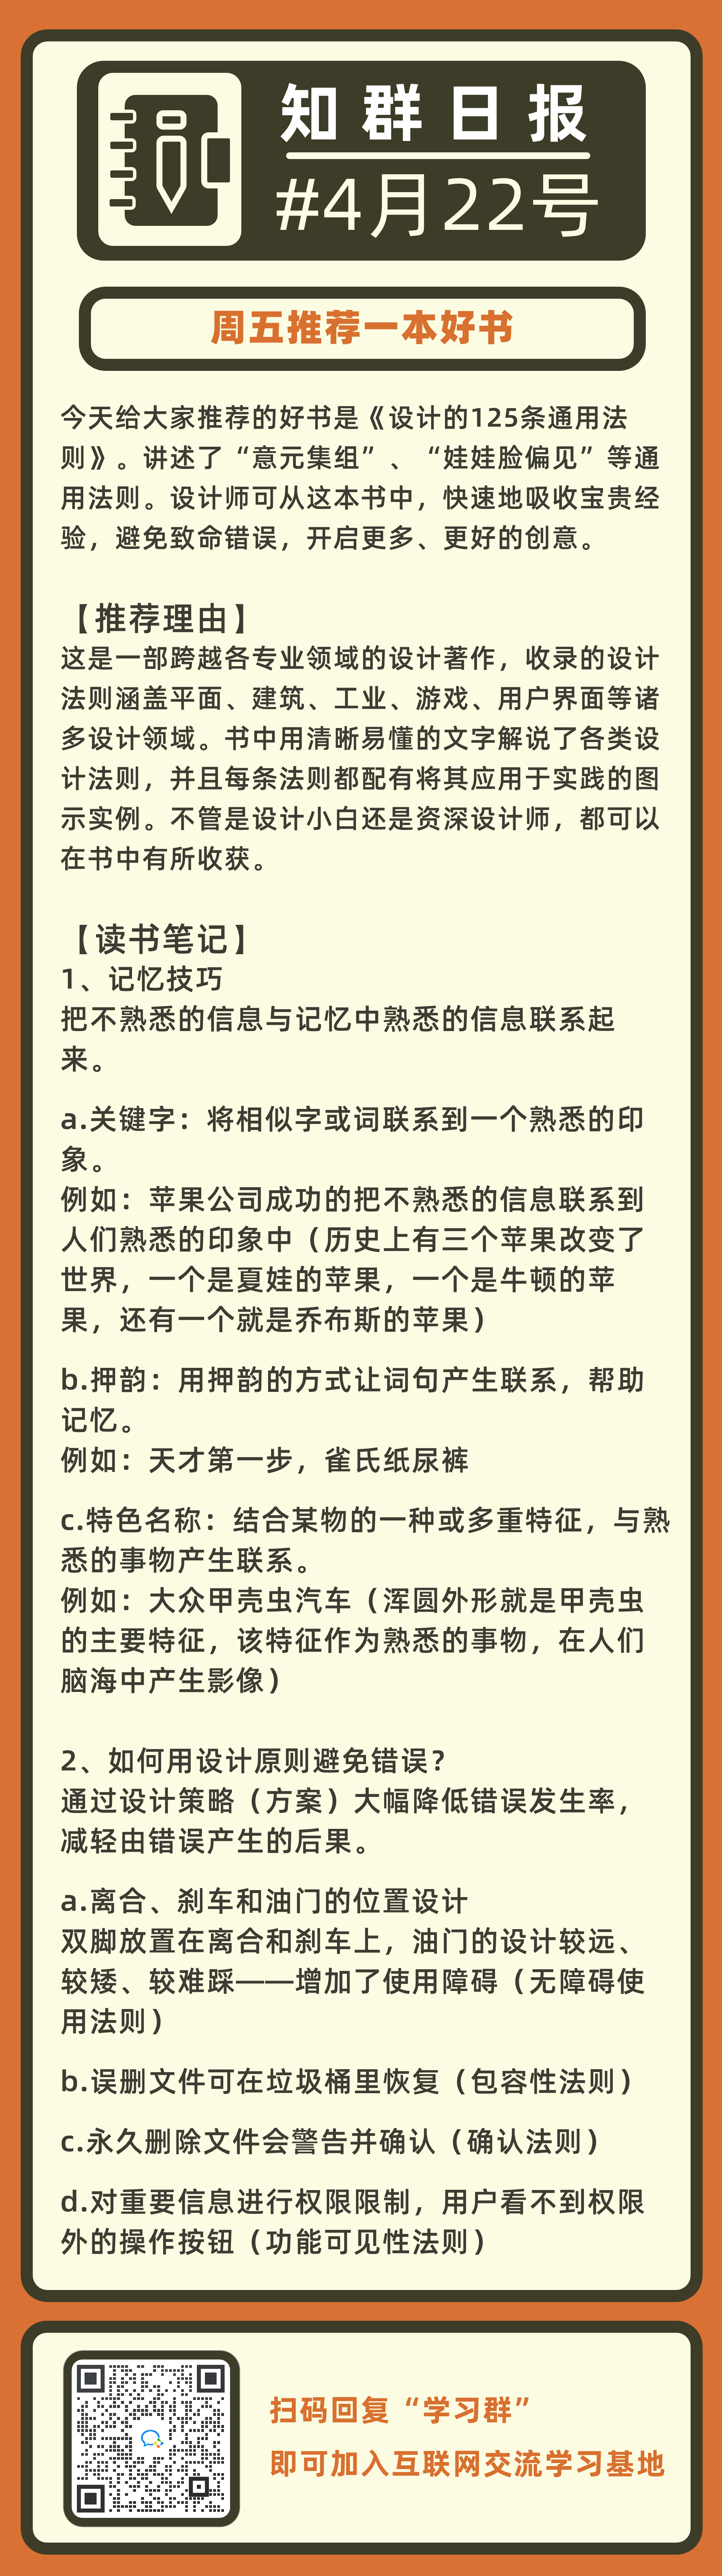 知群日报
#4月22号
周五推荐一本好书
今天给大家推荐的好书是《设计的125条通用法
则》。讲述了“意元集组”、“娃娃脸偏见”等通
用法则。设计师可从这本书中，快速地吸收宝贵经
验，避免致命错误，开启更多、更好的创意。
【推荐理由】
这是一部跨越各专业领域的设计著作，收录的设计
法则涵盖平面、建筑、工业、游戏、用户界面等诸
多设计领域。书中用清晰易懂的文字解说了各类设
计法则，并且每条法则都配有将其应用于实践的图
示实例。不管是设计小白还是资深设计师，都可以
在书中有所收获。
【读书笔记】
1、记忆技巧
把不熟悉的信息与记忆中熟悉的信息联系起
来。
a.关键字：将相似字或词联系到一个熟悉的印
象。
例如：苹果公司成功的把不熟悉的信息联系到
人们熟悉的印象中（历史上有三个苹果改变了
世界，一个是夏娃的苹果，一个是牛顿的苹
果，还有一个就是乔布斯的苹果）
b.押韵：用押韵的方式让词句产生联系，帮助
记忆。
例如：天才第一步，雀氏纸尿裤
c.特色名称：结合某物的一种或多重特征，与熟
悉的事物产生联系。
例如：大众甲壳虫汽车（浑圆外形就是甲壳虫
的主要特征，该特征作为熟悉的事物，在人们
脑海中产生影像）
2、如何用设计原则避免错误？
通过设计策略（方案）大幅降低错误发生率，
减轻由错误产生的后果。
a.离合、刹车和油门的位置设计
双脚放置在离合和刹车上，油门的设计较远、
较矮、较难踩——增加了使用障碍（无障碍使
用法则）
b.误删文件可在垃圾桶里恢复（包容性法则）
c.永久删除文件会警告并确认（确认法则）
d.对重要信息进行权限限制，用户看不到权限
外的操作按钮（功能可见性法则）
扫码回复“学习群”
即可加入互联网交流学习基地